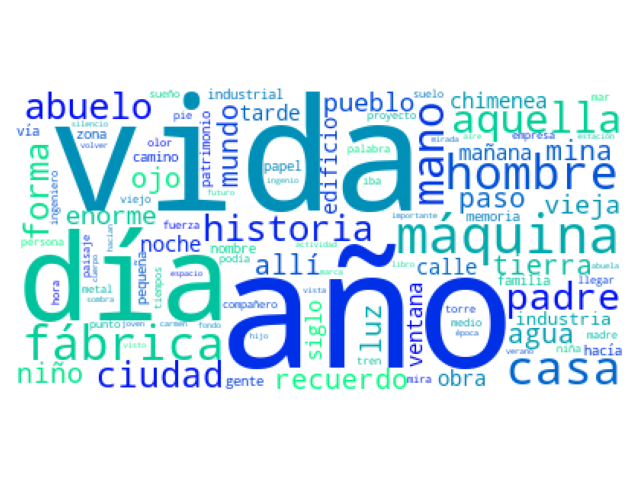 sueño
industrial
suelo
mar
abuelo
vida
pie
tarde
pueblo
proyecto
chimenea
aquella
silencio
vía
zona
volver
olor
camino
patrimonio
mundo
edificio
palabra
mano
mirada
aire
empresa
estación
mañana
mina
forma
ingeniero
ojo
papel
ingenio
iba
hombre
viejo
futuro
paso
vieja
enorme
fuerza
historia
importante
memoria
máquina
persona
noche
nombre
actividad
día
paisaje
cuerpo
hacían
pequeña
podía
allí
año
libro
calle
tierra
abuela
familia
llegar
hora
metal
sombra
tiempos
espacio
marca
vista
padre
compañero
siglo
luz
ventana
torre
industria
punto
joven
carmen
fondo
hijo
medio
época
agua
madre
fábrica
visto
tren
verano
niña
hacía
niño
ciudad
gente
recuerdo
mira
obra
casa